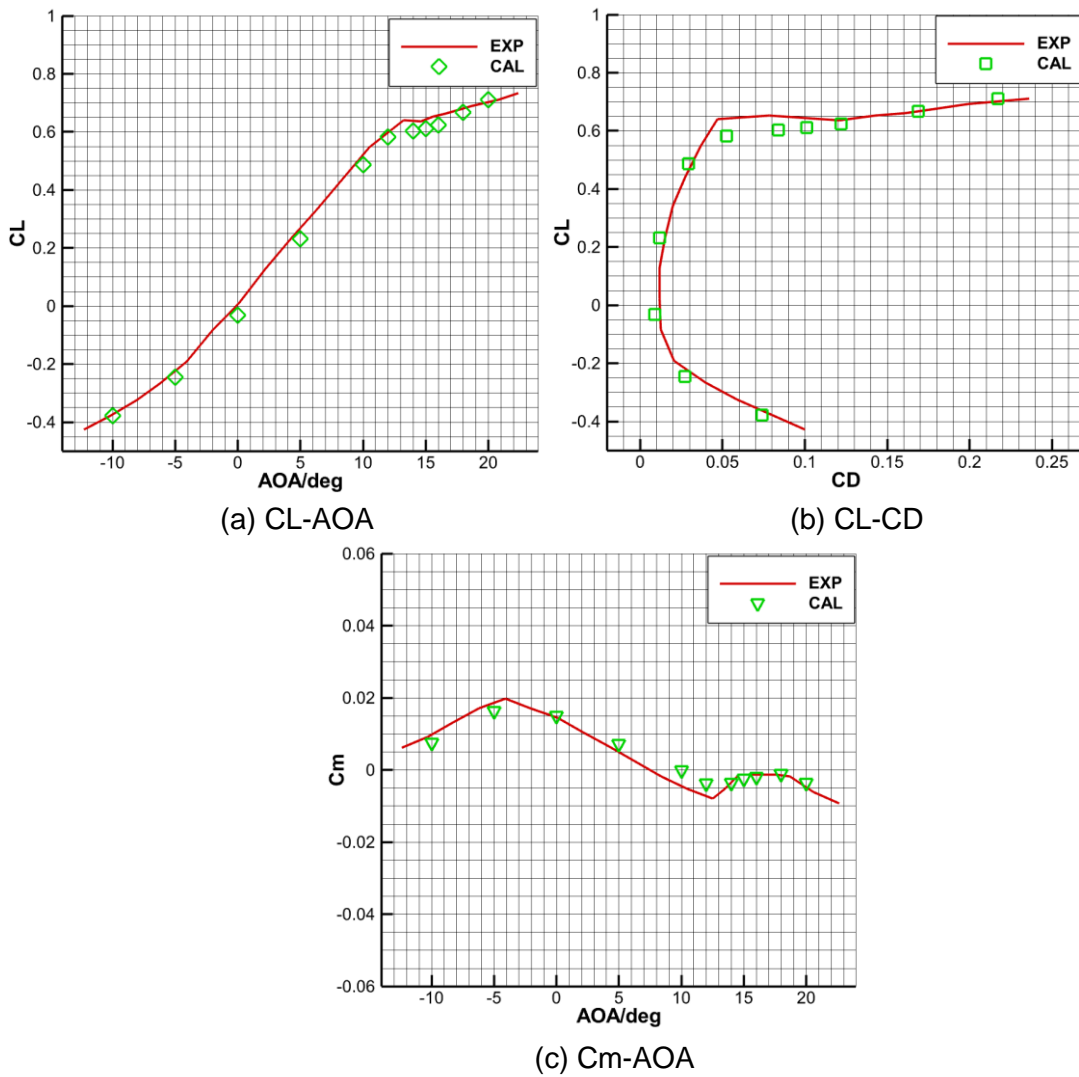 1
0.8
0.6
0.4
0.2
0
-0.2
-0.4
CL
-10 -5 0 5 10 15 20
AOA/deg
EXP
CAL
(a) CL-AOA
1
0.8
0.6
0.4
0.2
0
-0.2
-0.4
CL
0 0.05 0.1 0.15 0.2 0.25
CD
EXP
CAL
(b) CL-CD
0.06
0.04
0.02
0
-0.02
-0.04
-0.06
Cm
-10 -5 0 5 10 15 20
AOA/deg
EXP
CAL
(c) Cm-AOA